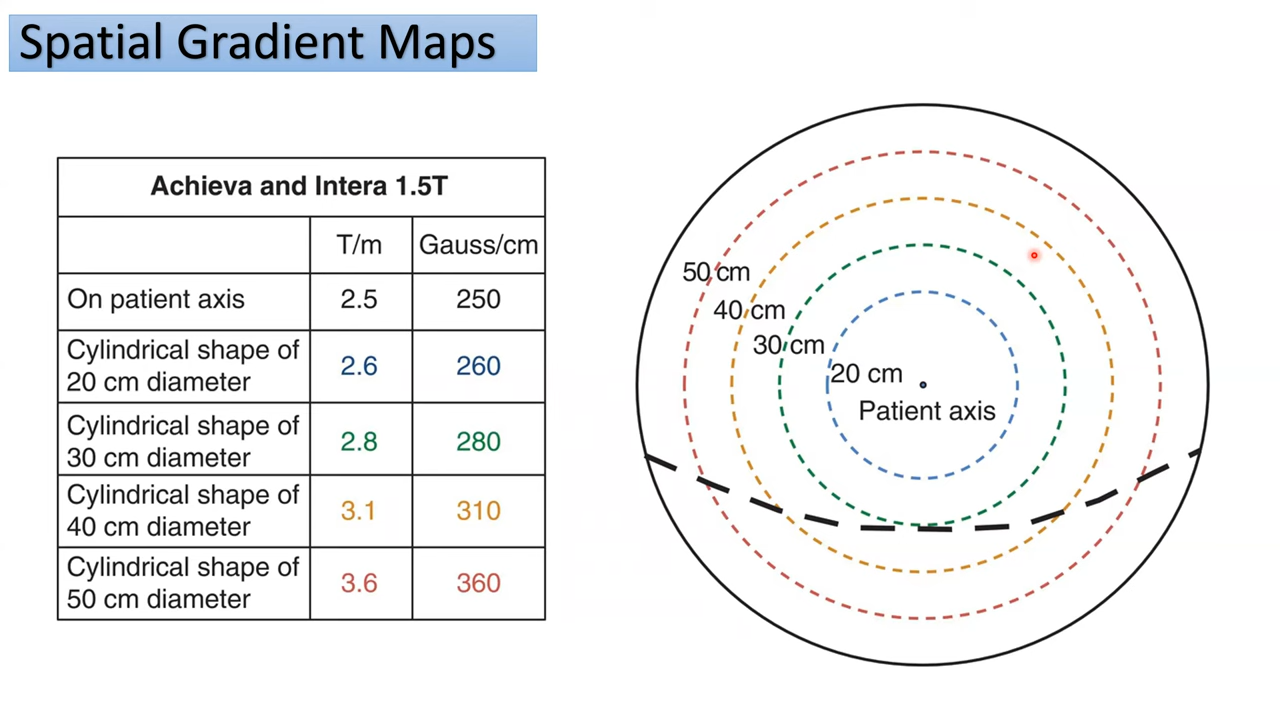 Spatial Gradient Maps
Achieva and Intera 1.5T
T/m Gauss/cm
On patient axis 2.5 250
Cylindrical shape of
20 cm diameter 2.6 260
Cylindrical shape of
30 cm diameter 2.8 280
Cylindrical shape of
40 cm diameter 3.1 310
Cylindrical shape of
50 cm diameter 3.6 360
50 cm
40 cm
30 cm
20 cm
Patient axis